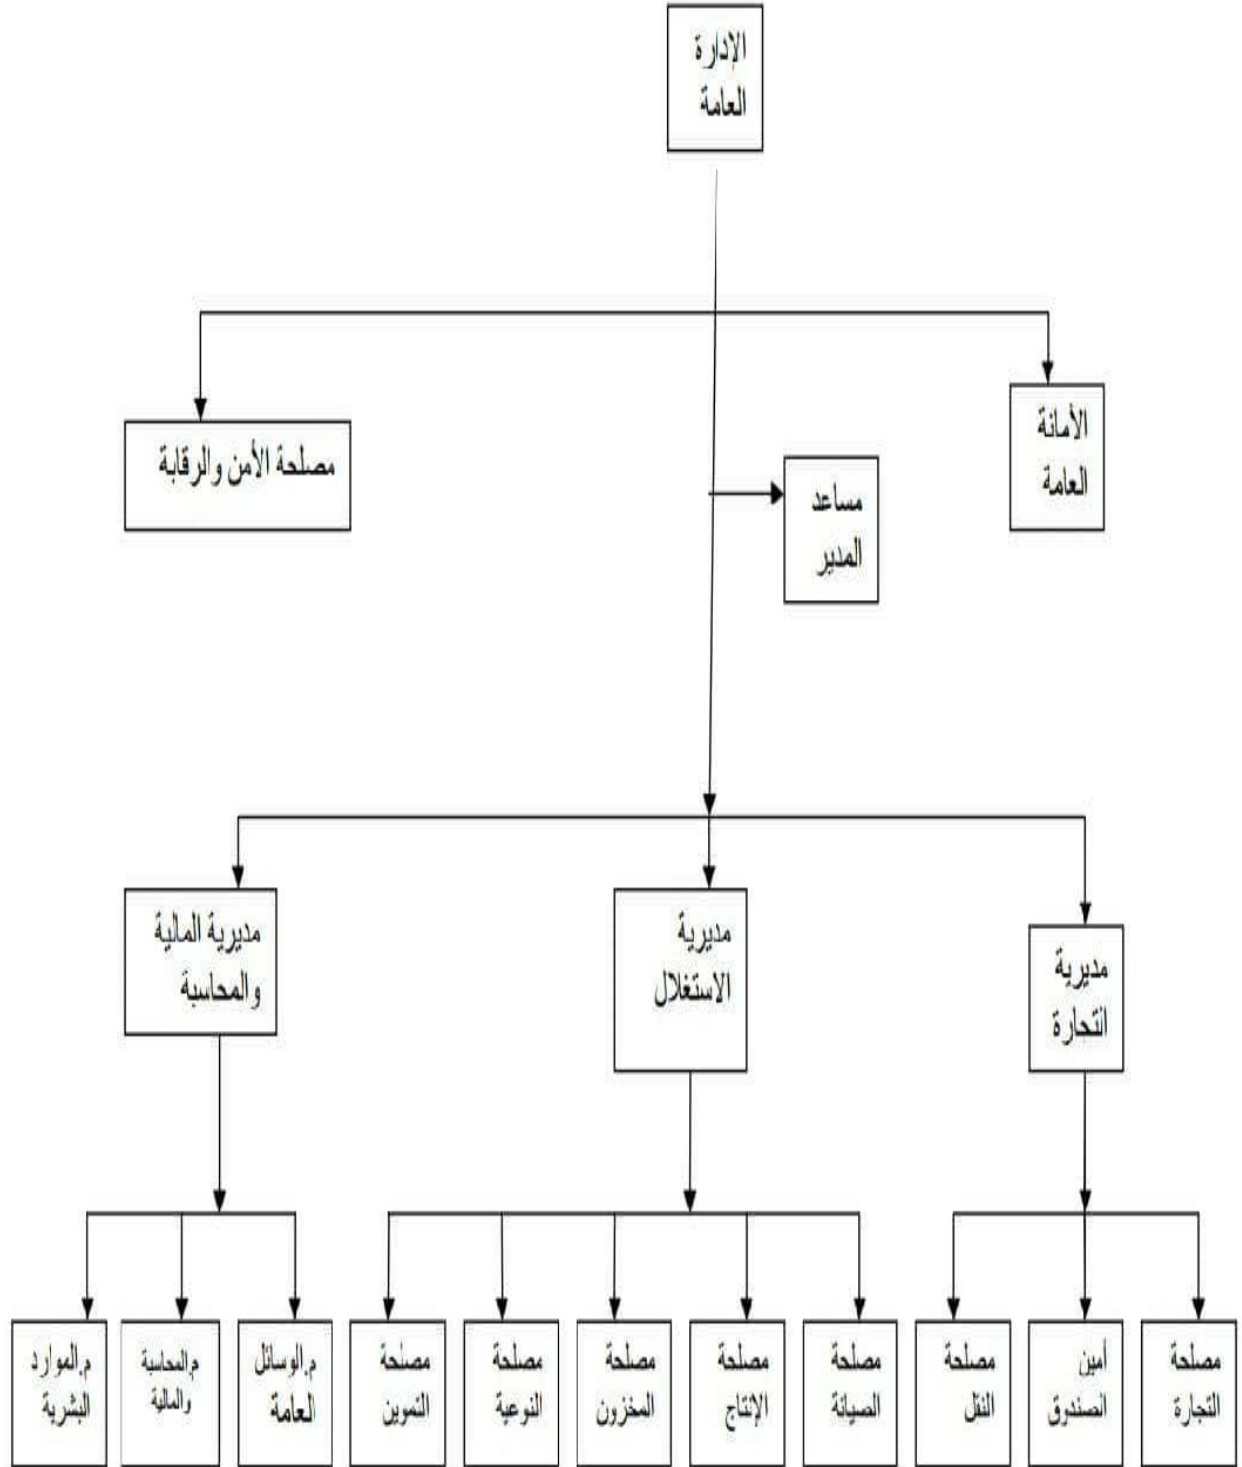 الإدارة
العامة
الأمانة
العامة
مصلحة الأمن والرقابة
مساعد
المدير
مديرية
التجارة
مديرية
الاستغلال
مديرية المالية
والمحاسبة
مصلحة
التجارة
أمين
الصندوق
مصلحة
النقل
مصلحة
الصيانة
مصلحة
الإنتاج
مصلحة
المخزون
مصلحة
النوعية
مصلحة
التموين
م.الوسائل
العامة
م.المحاسبة
والمالية
م.الموارد
البشرية